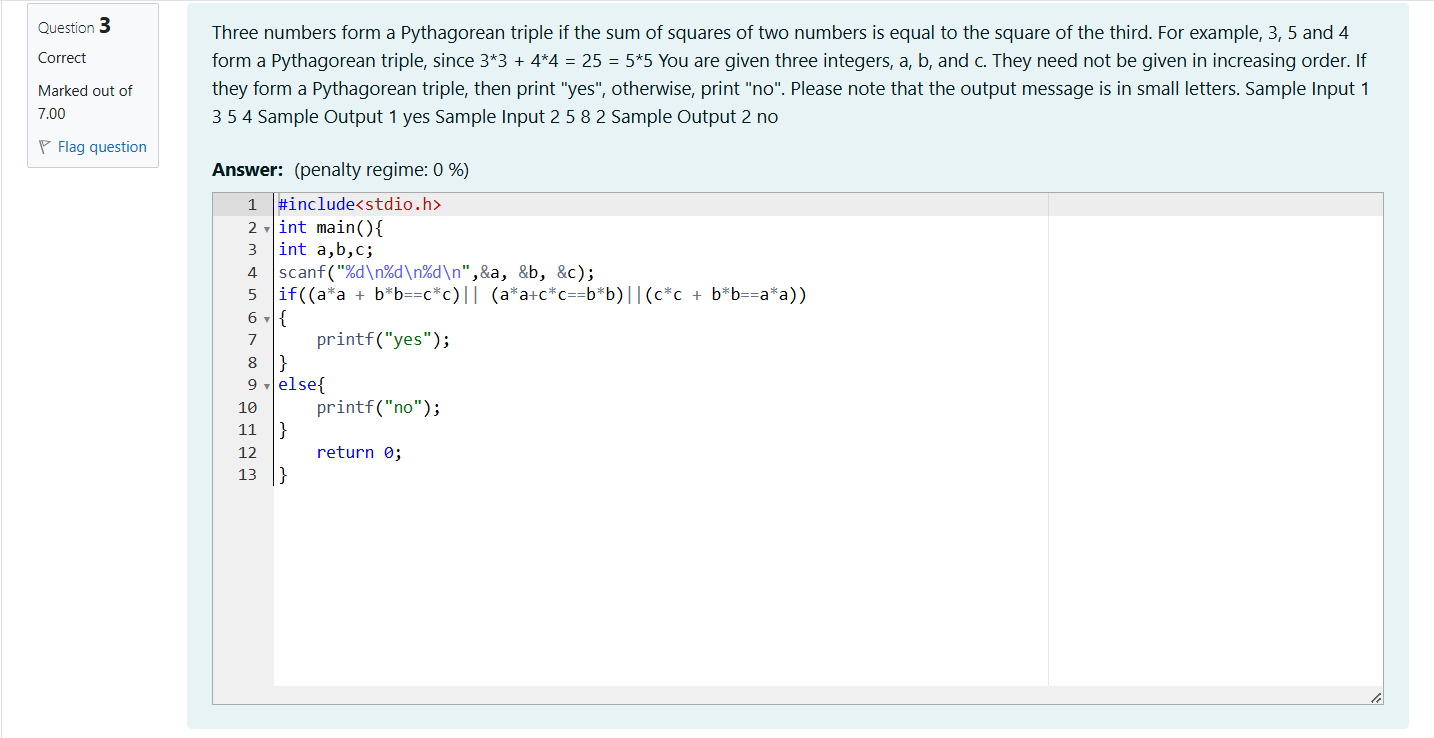 Question 3
Correct
Marked out of
7.00
Flag question
Three numbers form a Pythagorean triple if the sum of squares of two numbers is equal to the square of the third. For example, 3, 5 and 4
form a Pythagorean triple, since 3*3 + 4*4 = 25 = 5*5 You are given three integers, a, b, and c. They need not be given in increasing order. If
they form a Pythagorean triple, then print "yes", otherwise, print "no". Please note that the output message is in small letters. Sample Input 1
3 5 4 Sample Output 1 yes Sample Input 2 5 8 2 Sample Output 2 no
Answer: (penalty regime: 0 %)
1 #include<stdio.h>
2 int main(){
3 int a,b,c;
4 scanf("%d\n%d\n%d\n",&a, &b, &c);
5 if((a*a + b*b==c*c)|| (a*a+c*c==b*b)||(c*c + b*b==a*a))
6 {
7     printf("yes");
8 }
9 else{
10     printf("no");
11 }
12     return 0;
13 }